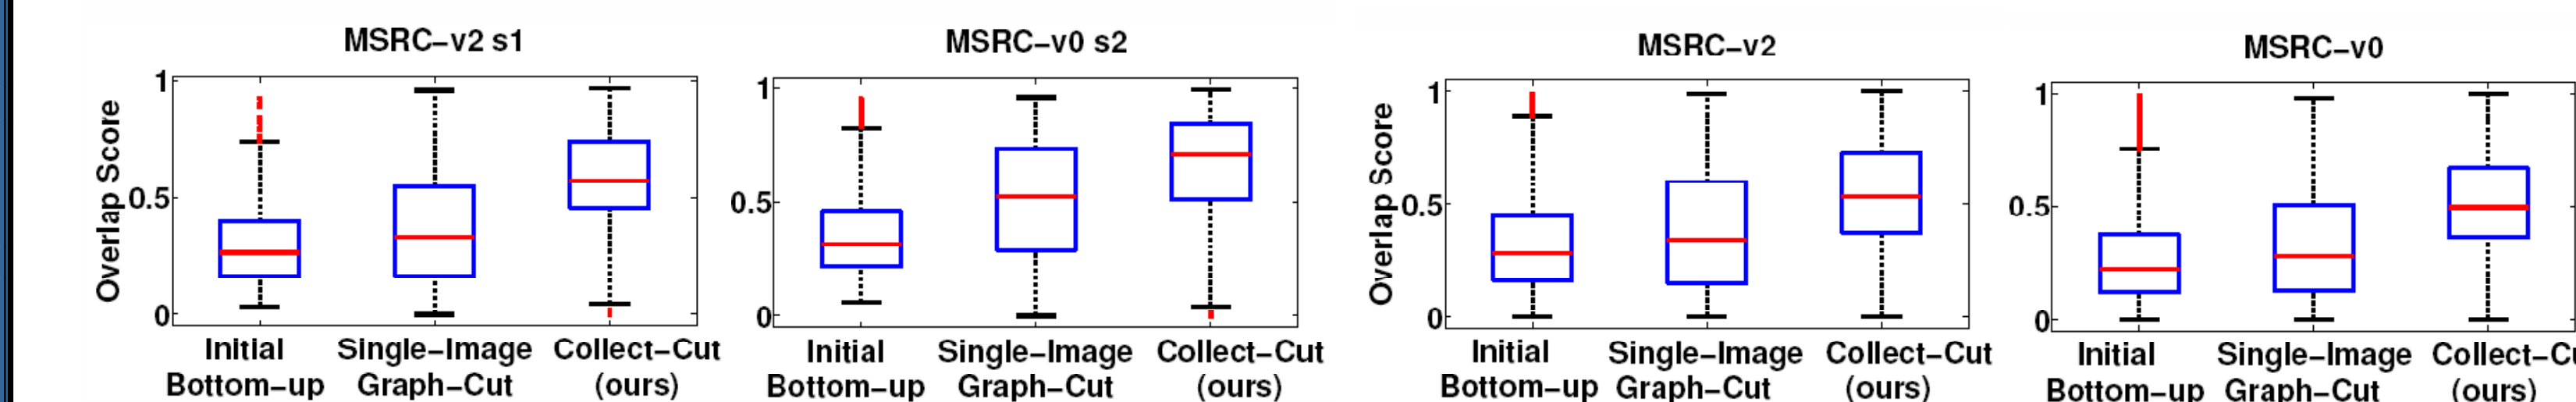 MSRC–v2 s1
1
0.5
0
Overlap Score
Initial Bottom–up
Single–Image Graph–Cut
Collect–Cut (ours)
MSRC–v0 s2
1
0.5
0
Initial Bottom–up
Single–Image Graph–Cut
Collect–Cut (ours)
MSRC–v2
1
0.5
0
Overlap Score
Initial Bottom–up
Single–Image Graph–Cut
Collect–Cut (ours)
MSRC–v0
1
0.5
0
Initial Bottom–up
Single–Image Graph–Cut
Collect–Cu
(ours)